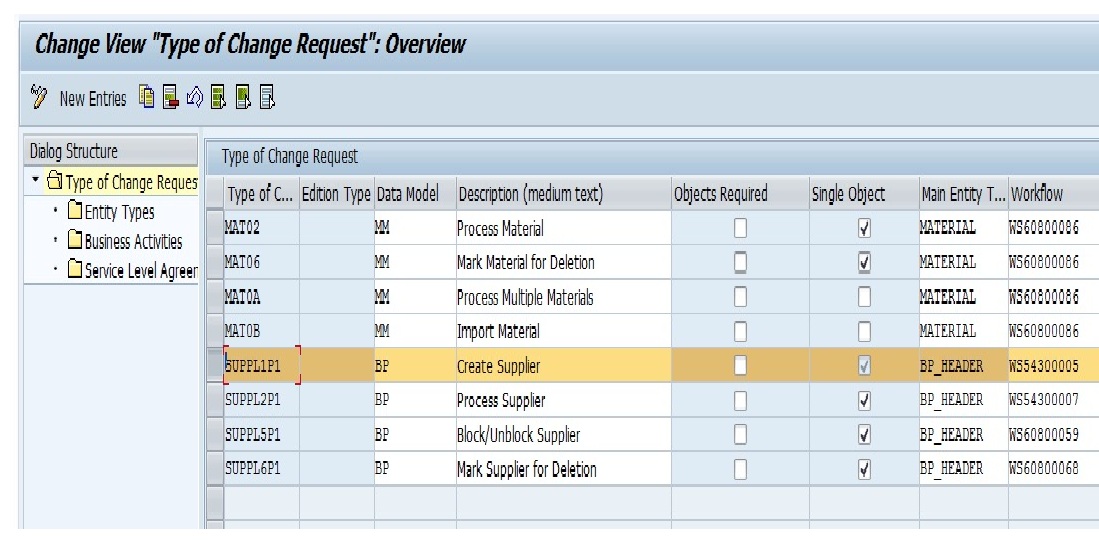 Change View "Type of Change Request": Overview
New Entries
Dialog Structure
Type of Change Reques
Entity Types
Business Activities
Service Level Agreer
Type of Change Request
Type of C... Edition Type Data Model Description (medium text) Objects Required Single Object Main Entity T... Workflow
MAT02 MM Process Material MATERIAL WS60800086
MAT06 MM Mark Material for Deletion MATERIAL WS60800086
MAT0A MM Process Multiple Materials MATERIAL WS60800086
MAT0B MM Import Material MATERIAL WS60800086
SUPPL1P1 BP Create Supplier BP_HEADER WS54300005
SUPPL2P1 BP Process Supplier BP_HEADER WS54300007
SUPPL5P1 BP Block/Unblock Supplier BP_HEADER WS60800059
SUPPL6P1 BP Mark Supplier for Deletion BP_HEADER WS60800068